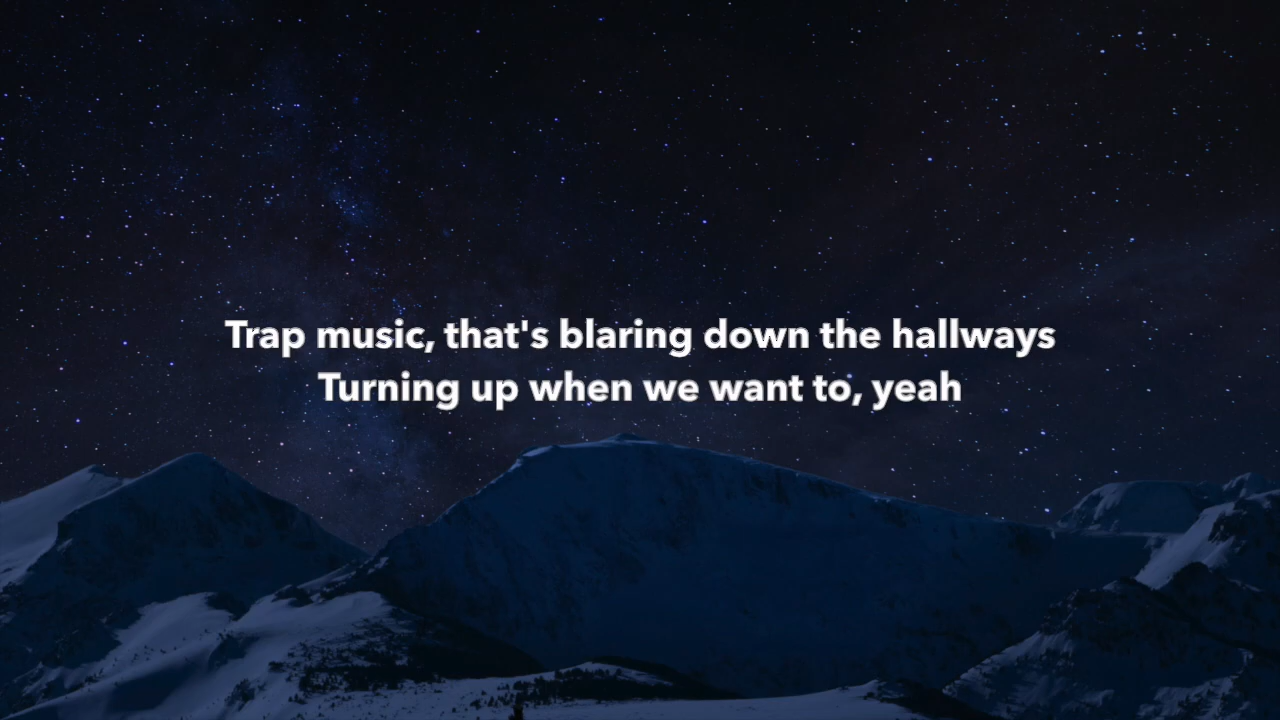 Trap music, that's blaring down the hallways
Turning up when we want to, yeah